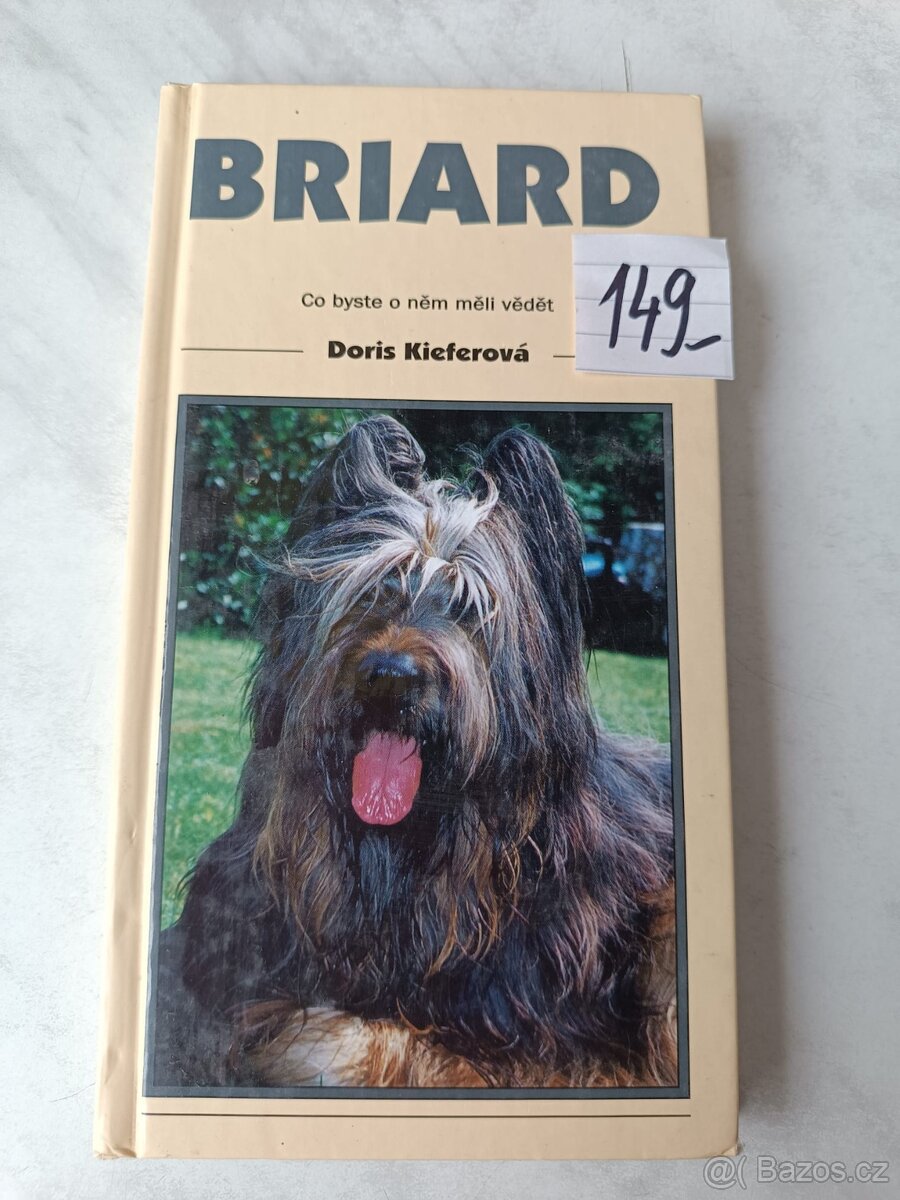 BRIARD
Co byste o něm měli vědět
149,-
Doris Kieferová
@( Bazos.cz